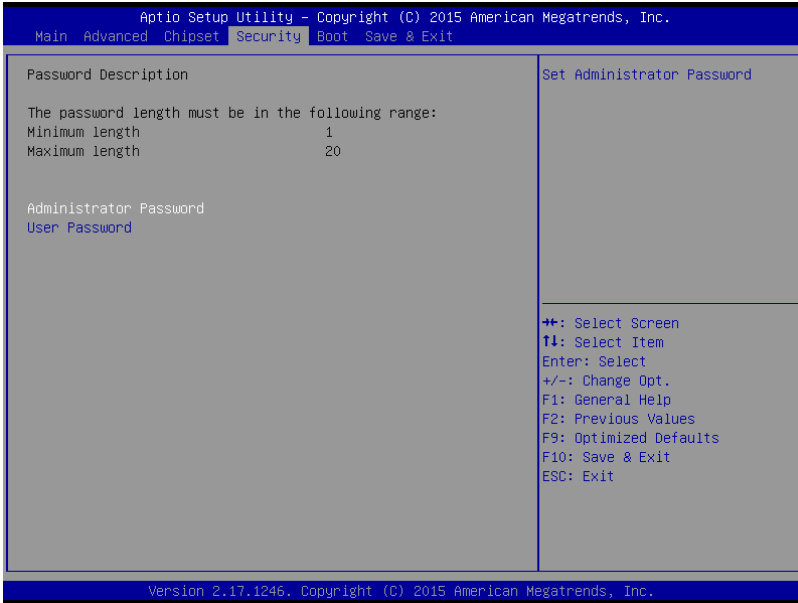 Aptio Setup Utility – Copyright (C) 2015 American Megatrends, Inc.
Main Advanced Chipset Security Boot Save & Exit
Password Description
The password length must be in the following range:
Minimum length 1
Maximum length 20
Administrator Password
User Password
Set Administrator Password
→←: Select Screen
↑↓: Select Item
Enter: Select
+/-: Change Opt.
F1: General Help
F2: Previous Values
F9: Optimized Defaults
F10: Save & Exit
ESC: Exit
Version 2.17.1246. Copyright (C) 2015 American Megatrends, Inc.